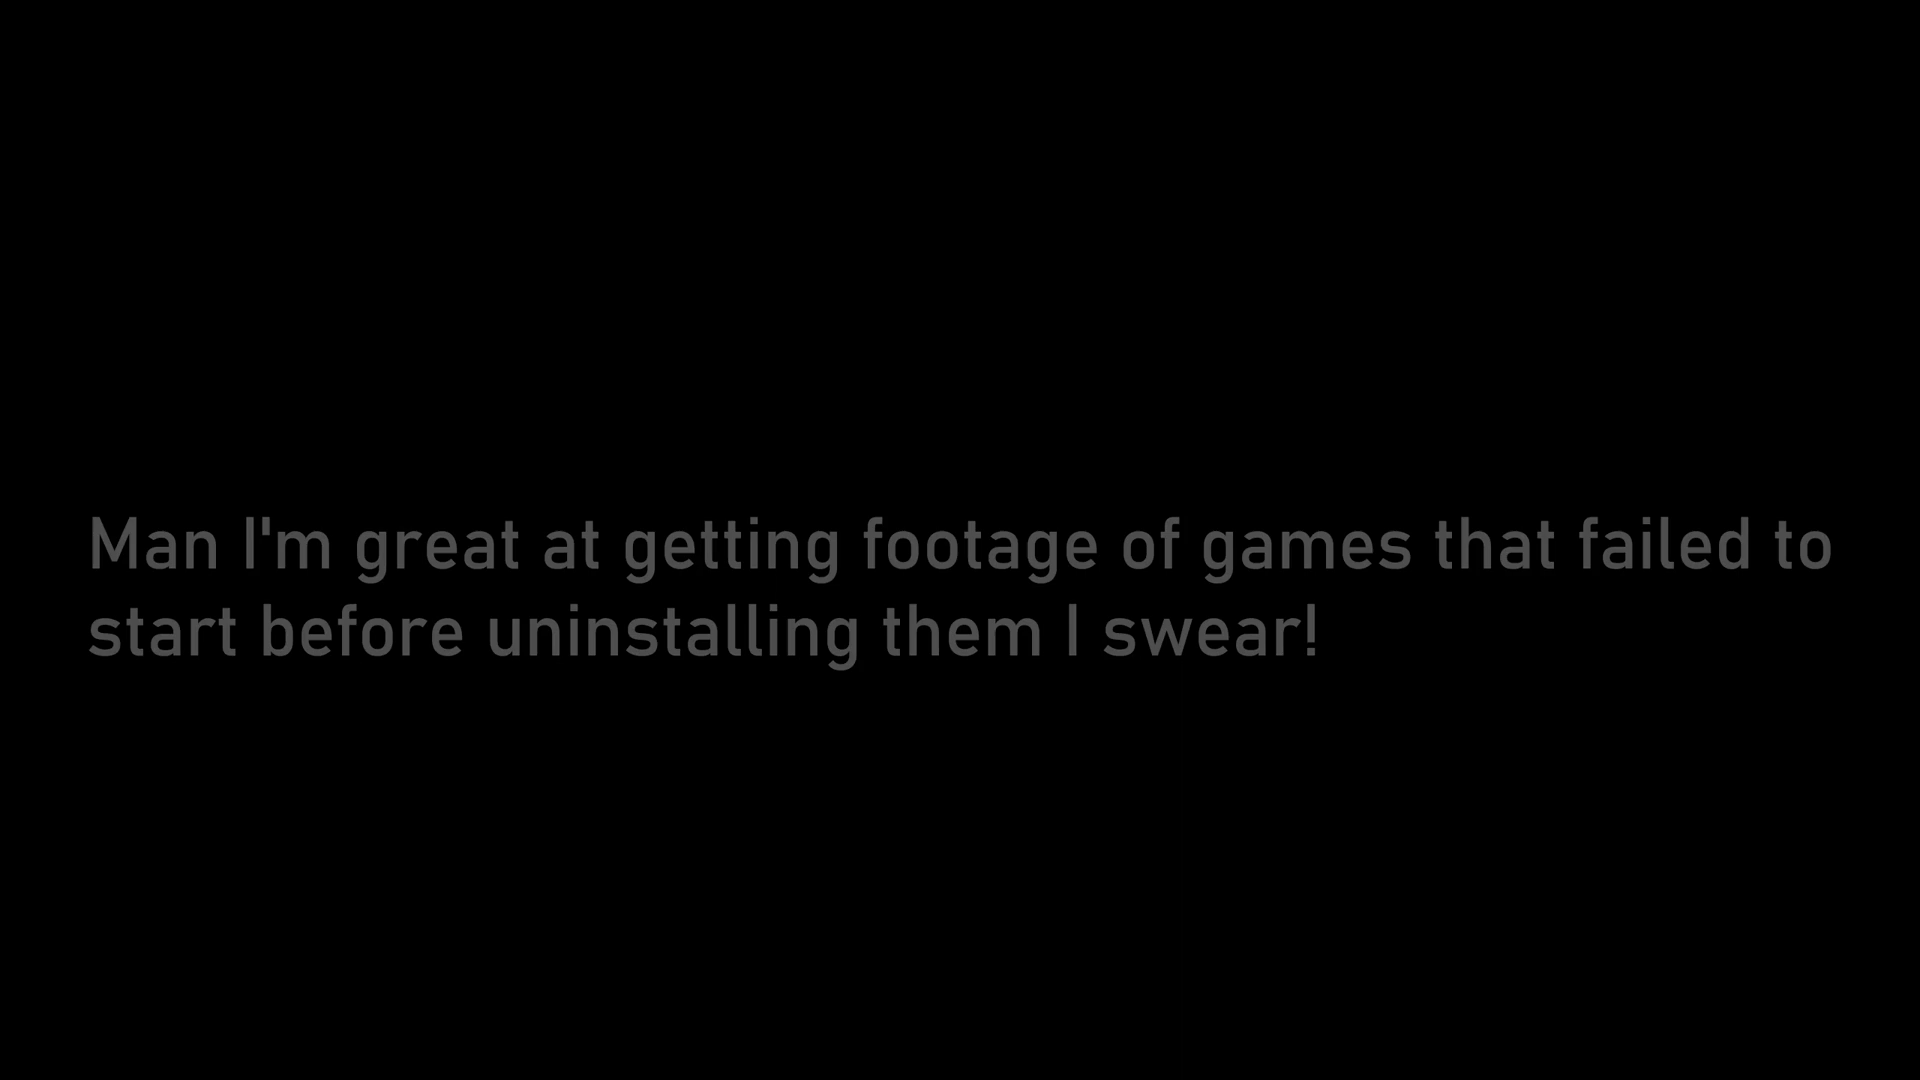 Man I'm great at getting footage of games that failed to
start before uninstalling them I swear!